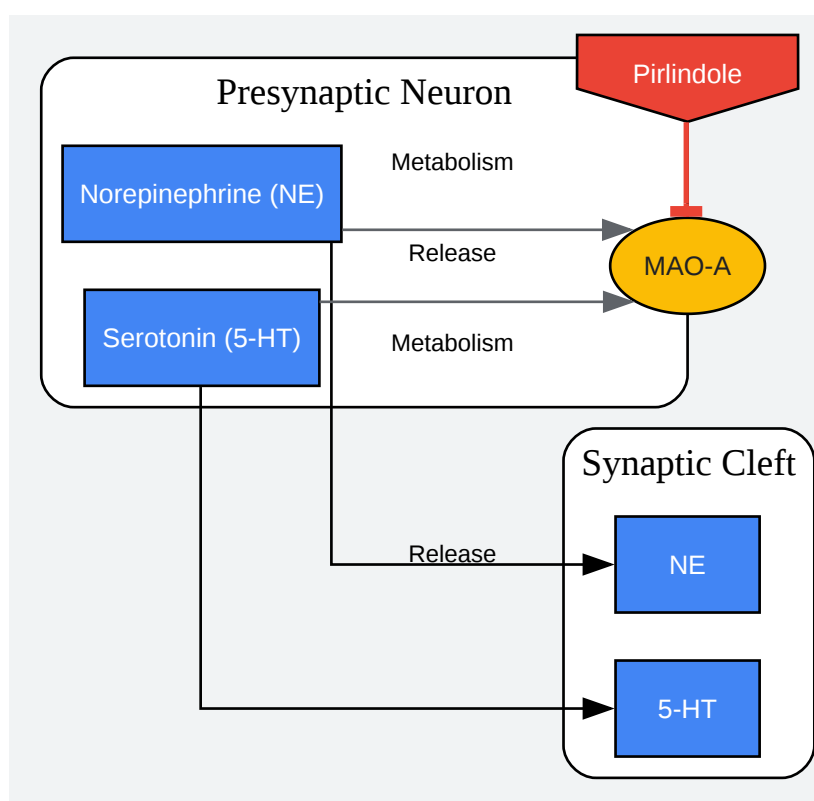 Pirlindole
Presynaptic Neuron
Metabolism
Norepinephrine (NE)
Release
MAO-A
Serotonin (5-HT)
Metabolism
Synaptic Cleft
Release
NE
5-HT